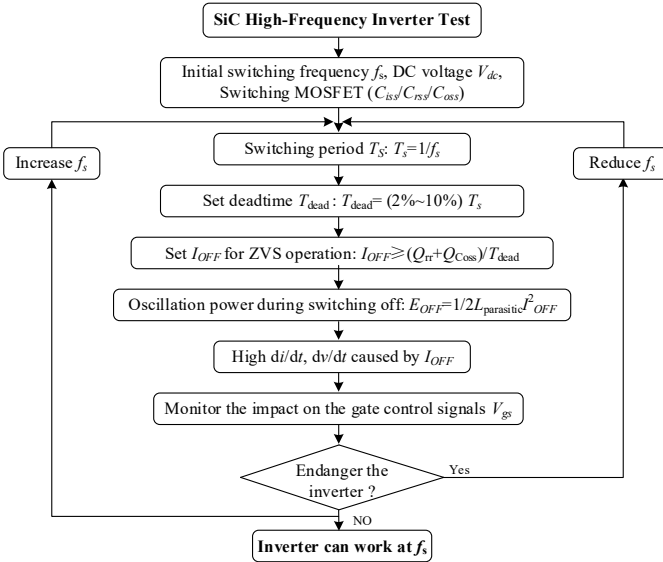 SiC High-Frequency Inverter Test
Initial switching frequency fs, DC voltage Vdc,
Switching MOSFET (Ciss/Crss/Coss)
Increase fs
Switching period TS: Ts=1/fs
Reduce fs
Set deadtime Tdead : Tdead= (2%~10%) Ts
Set IOFF for ZVS operation: IOFF≥(Qrr+QCoss)/Tdead
Oscillation power during switching off: EOFF=1/2LparasiticI²OFF
High di/dt, dv/dt caused by IOFF
Monitor the impact on the gate control signals Vgs
Endanger the
inverter ?
Yes
NO
Inverter can work at fs